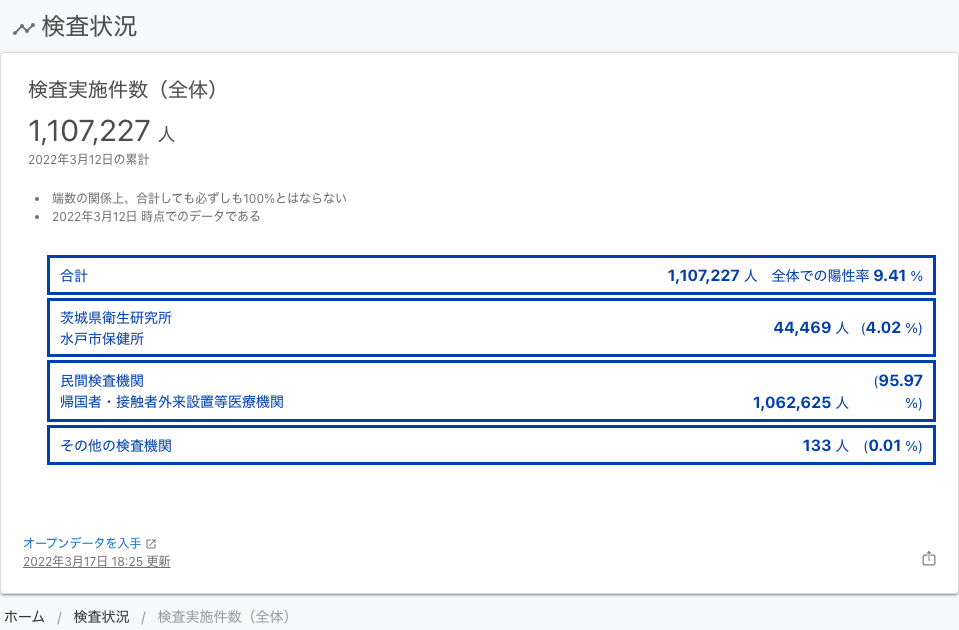 検査状況
検査実施件数（全体）
1,107,227 人
2022年3月12日の累計
端数の関係上、合計しても必ずしも100%とはならない
2022年3月12日 時点でのデータである
合計 1,107,227 人 全体での陽性率 9.41 %
茨城県衛生研究所
水戸市保健所
44,469 人 (4.02 %)
民間検査機関
帰国者・接触者外来設置等医療機関
1,062,625 人 (95.97 %)
その他の検査機関 133 人 (0.01 %)
オープンデータを入手
2022年3月17日 18:25 更新
ホーム / 検査状況 / 検査実施件数（全体）